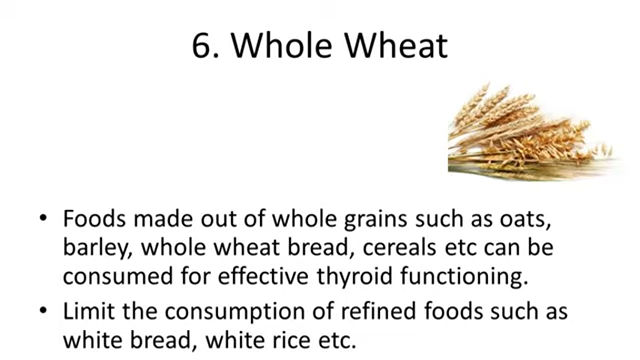 6. Whole Wheat
• Foods made out of whole grains such as oats,
barley, whole wheat bread, cereals etc can be
consumed for effective thyroid functioning.
• Limit the consumption of refined foods such as
white bread, white rice etc.